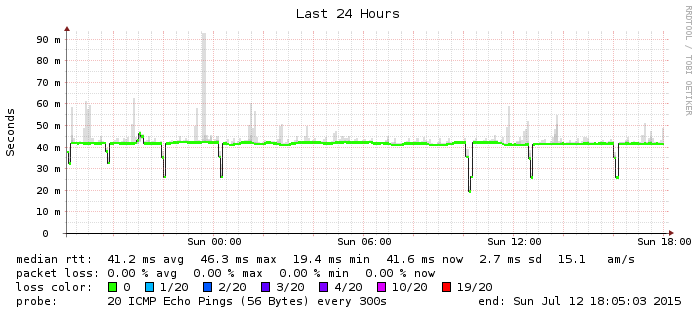 Last 24 Hours
RRDTOOL / TOBI OETIKER
90 m
80 m
70 m
60 m
50 m
40 m
30 m
20 m
10 m
0
Seconds
Sun 00:00 Sun 06:00 Sun 12:00 Sun 18:00
median rtt: 41.2 ms avg 46.3 ms max 19.4 ms min 41.6 ms now 2.7 ms sd 15.1 am/s
packet loss: 0.00 % avg 0.00 % max 0.00 % min 0.00 % now
loss color: 0 1/20 2/20 3/20 4/20 10/20 19/20
probe: 20 ICMP Echo Pings (56 Bytes) every 300s end: Sun Jul 12 18:05:03 2015